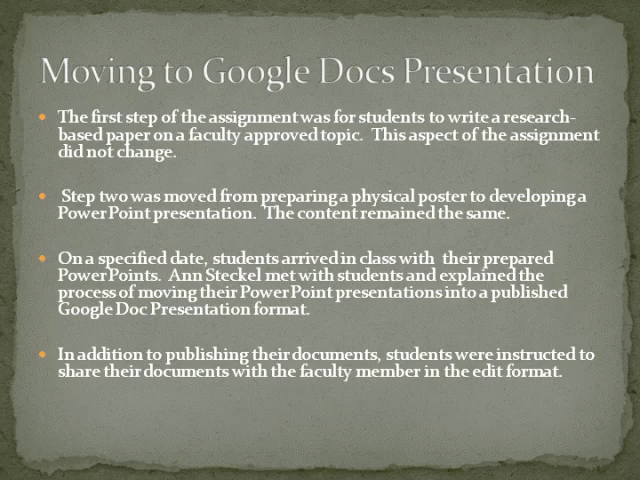 Moving to Google Docs Presentation
The first step of the assignment was for students to write a research-
based paper on a faculty approved topic.  This aspect of the assignment
did not change.
Step two was moved from preparing a physical poster to developing a
PowerPoint presentation.  The content remained the same.
On a specified date, students arrived in class with  their prepared
PowerPoints.  Ann Steckel met with students and explained the
process of moving their PowerPoint presentations into a published
Google Doc Presentation format.
In addition to publishing their documents, students were instructed to
share their documents with the faculty member in the edit format.